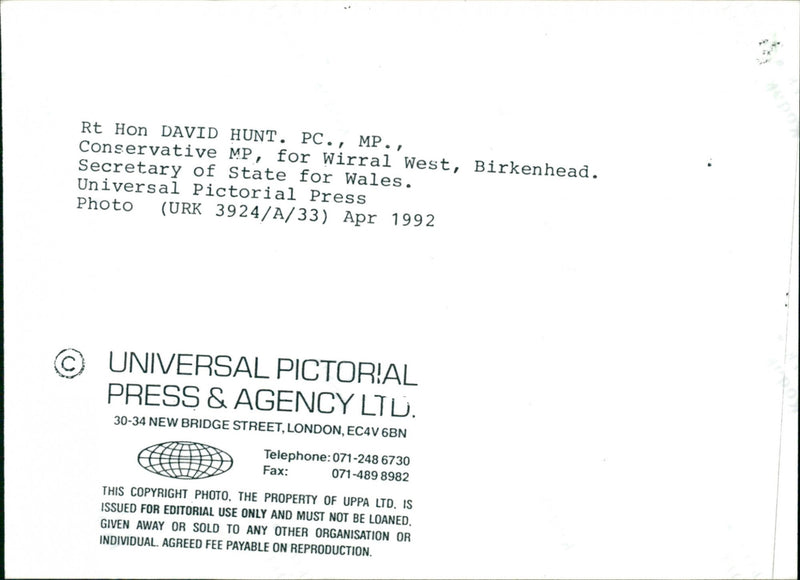 Rt Hon DAVID HUNT. PC., MP.,
Conservative MP, for Wirral West, Birkenhead.
Secretary of State for Wales.
Universal Pictorial Press
Photo (URK 3924/A/33) Apr 1992
© UNIVERSAL PICTORIAL
PRESS & AGENCY LTD.
30-34 NEW BRIDGE STREET, LONDON, EC4V 6BN
Telephone: 071-248 6730
Fax: 071-489 8982
THIS COPYRIGHT PHOTO, THE PROPERTY OF UPPA LTD, IS
ISSUED FOR EDITORIAL USE ONLY AND MUST NOT BE LOANED,
GIVEN AWAY OR SOLD TO ANY OTHER ORGANISATION OR
INDIVIDUAL. AGREED FEE PAYABLE ON REPRODUCTION.